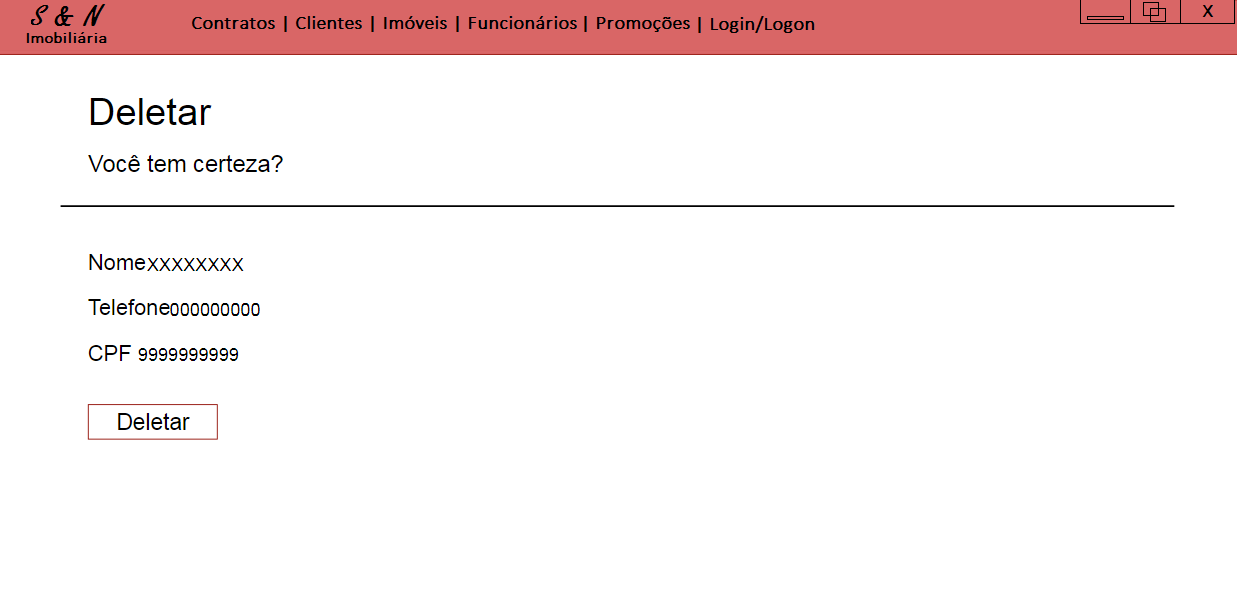 S & N
Imobiliária
Contratos | Clientes | Imóveis | Funcionários | Promoções | Login/Logon
X
Deletar
Você tem certeza?
NomeXXXXXXXX
Telefone000000000
CPF 9999999999
Deletar